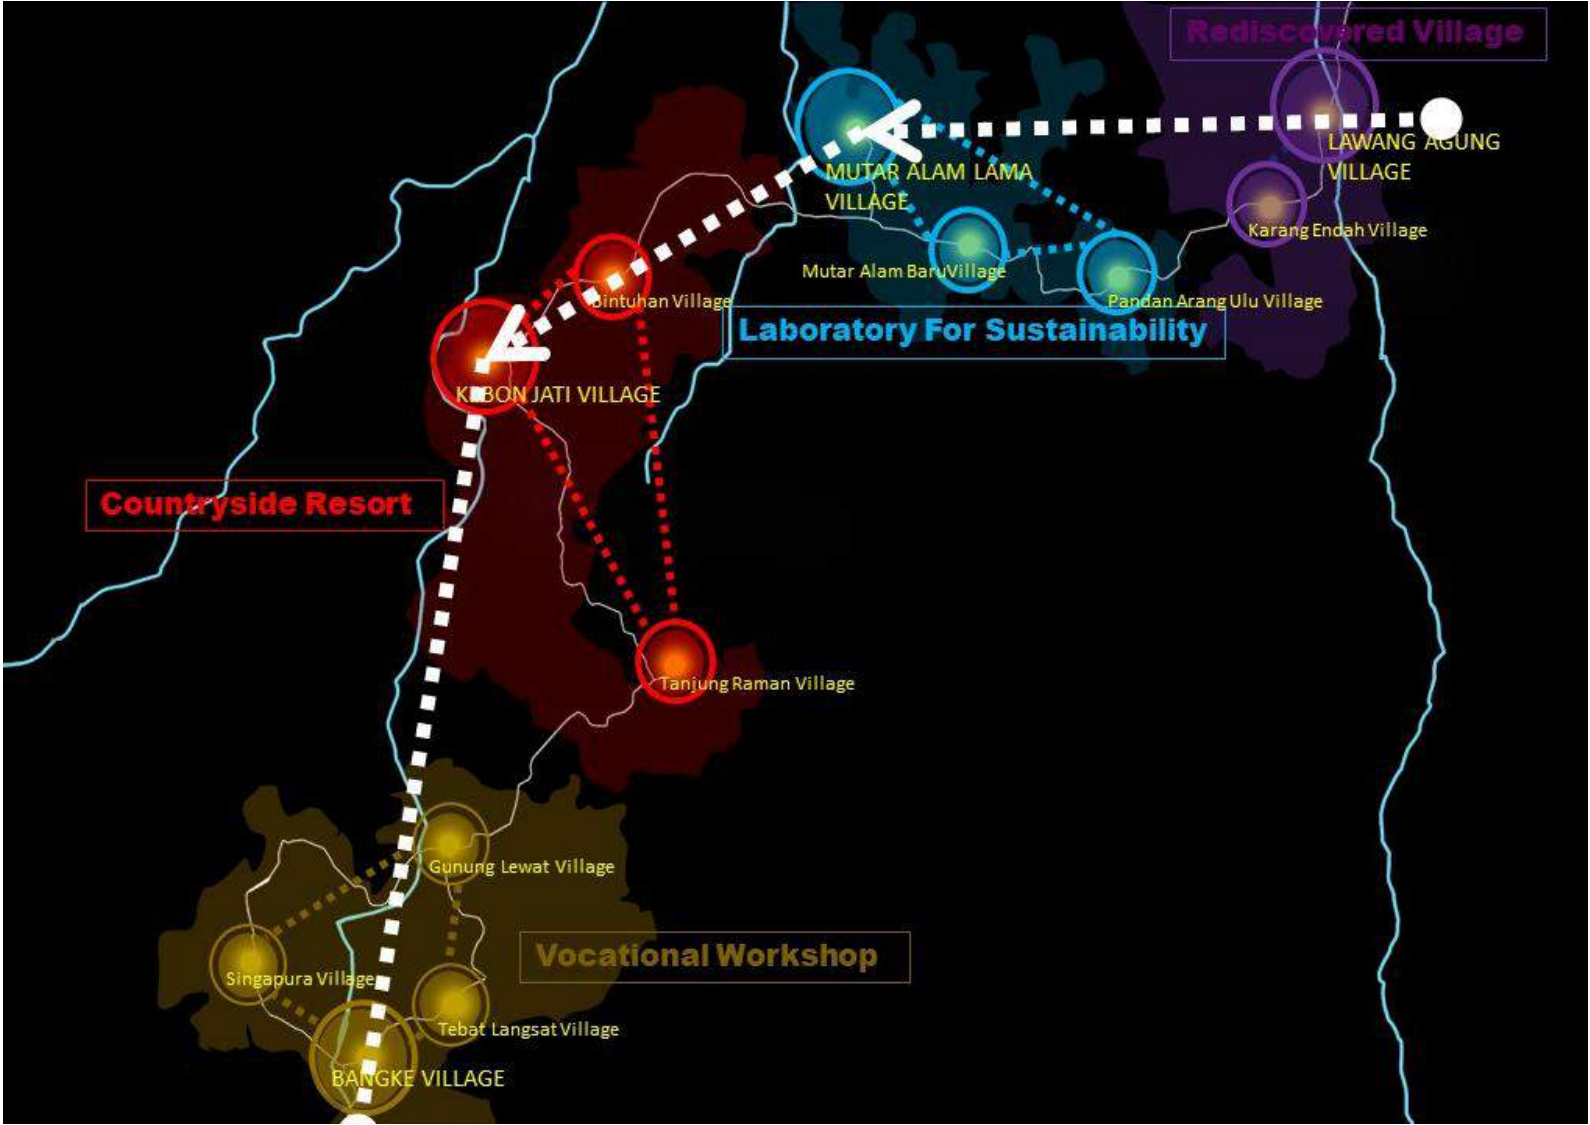 Rediscovered Village
LAWANG AGUNG
VILLAGE
MUTAR ALAM LAMA
VILLAGE
Karang Endah Village
Mutar Alam BaruVillage
Pandan Arang Ulu Village
Bintuhan Village
Laboratory For Sustainability
KEBON JATI VILLAGE
Countryside Resort
Tanjung Raman Village
Gunung Lewat Village
Vocational Workshop
Singapura Village
Tebat Langsat Village
BANGKE VILLAGE